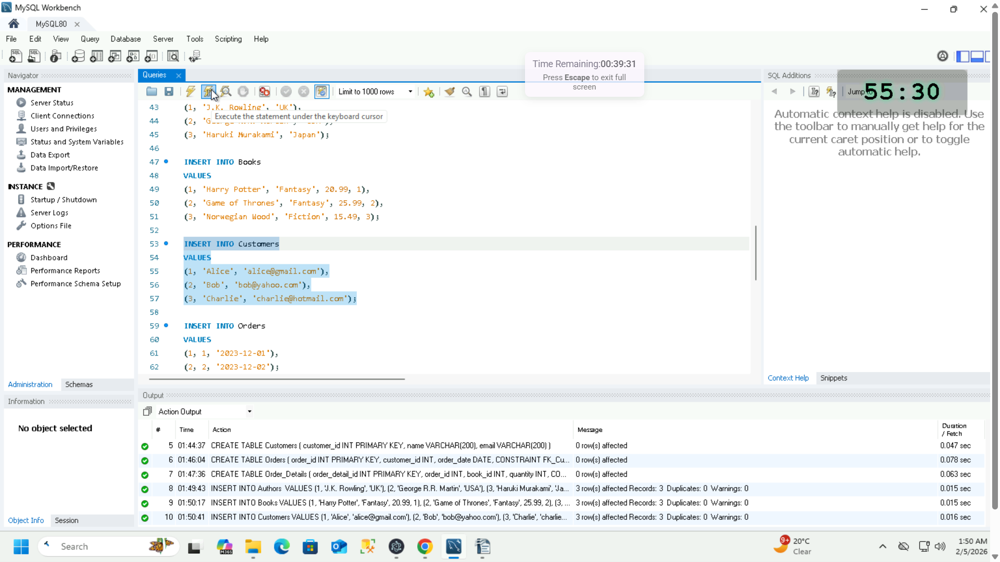 MySQL Workbench
MySQL80
File Edit View Query Database Server Tools Scripting Help
Time Remaining:00:39:31
Press Escape to exit full
screen
Navigator
MANAGEMENT
Server Status
Client Connections
Users and Privileges
Status and System Variables
Data Export
Data Import/Restore
INSTANCE
Startup / Shutdown
Server Logs
Options File
PERFORMANCE
Dashboard
Performance Reports
Performance Schema Setup
Administration Schemas
Information
No object selected
Object Info Session
Queries
Limit to 1000 rows
Execute the statement under the keyboard cursor
43 (1, 'J.K. Rowling', 'UK'),
44 (2,
45 (3, 'Haruki Murakami', 'Japan');
46
47 INSERT INTO Books
48 VALUES
49 (1, 'Harry Potter', 'Fantasy', 20.99, 1),
50 (2, 'Game of Thrones', 'Fantasy', 25.99, 2),
51 (3, 'Norwegian Wood', 'Fiction', 15.49, 3);
52
53 INSERT INTO Customers
54 VALUES
55 (1, 'Alice', 'alice@gmail.com'),
56 (2, 'Bob', 'bob@yahoo.com'),
57 (3, 'Charlie', 'charlie@hotmail.com');
58
59 INSERT INTO Orders
60 VALUES
61 (1, 1, '2023-12-01'),
62 (2, 2, '2023-12-02');
SQL Additions
Jump to
55:30
Automatic context help is disabled. Use
the toolbar to manually get help for the
current caret position or to toggle
automatic help.
Context Help Snippets
Output
Action Output
# Time Action Message Duration / Fetch
5 01:44:37 CREATE TABLE Customers ( customer_id INT PRIMARY KEY, name VARCHAR(200), email VARCHAR(200) ) 0 row(s) affected 0.047 sec
6 01:46:04 CREATE TABLE Orders ( order_id INT PRIMARY KEY, customer_id INT, order_date DATE, CONSTRAINT FK_Cu... 0 row(s) affected 0.078 sec
7 01:47:36 CREATE TABLE Order_Details ( order_detail_id INT PRIMARY KEY, order_id INT, book_id INT, quantity INT, CO... 0 row(s) affected 0.063 sec
8 01:49:43 INSERT INTO Authors VALUES (1, 'J.K. Rowling', 'UK'), (2, 'George R.R. Martin', 'USA'), (3, 'Haruki Murakami', 'Ja... 3 row(s) affected Records: 3 Duplicates: 0 Warnings: 0 0.015 sec
9 01:50:17 INSERT INTO Books VALUES (1, 'Harry Potter', 'Fantasy', 20.99, 1), (2, 'Game of Thrones', 'Fantasy', 25.99, 2), (3, ... 3 row(s) affected Records: 3 Duplicates: 0 Warnings: 0 0.015 sec
10 01:50:41 INSERT INTO Customers VALUES (1, 'Alice', 'alice@gmail.com'), (2, 'Bob', 'bob@yahoo.com'), (3, 'Charlie', 'charlie... 3 row(s) affected Records: 3 Duplicates: 0 Warnings: 0 0.016 sec
Search
M365
9+
20°C
Clear
1:50 AM
2/5/2026